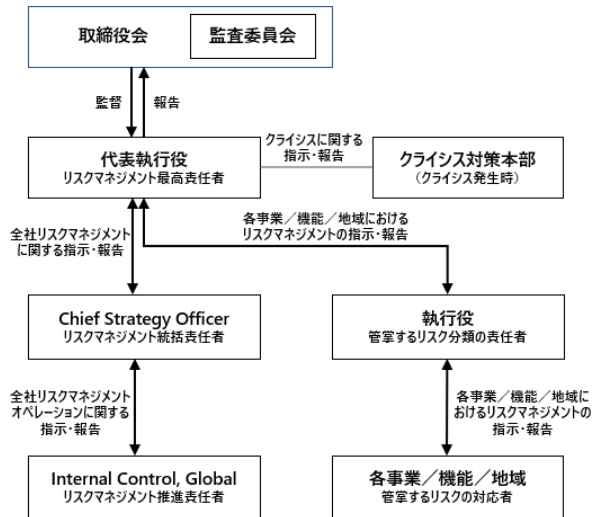 取締役会
監査委員会
監督
報告
代表執行役
リスクマネジメント最高責任者
クライシスに関する
指示・報告
クライシス対策本部
（クライシス発生時）
全社リスクマネジメント
に関する指示・報告
各事業／機能／地域における
リスクマネジメントの指示・報告
Chief Strategy Officer
リスクマネジメント統括責任者
執行役
管掌するリスク分類の責任者
全社リスクマネジメント
オペレーションに関する
指示・報告
各事業／機能／地域に
おけるリスクマネジメントの
指示・報告
Internal Control, Global
リスクマネジメント推進責任者
各事業／機能／地域
管掌するリスクの対応者